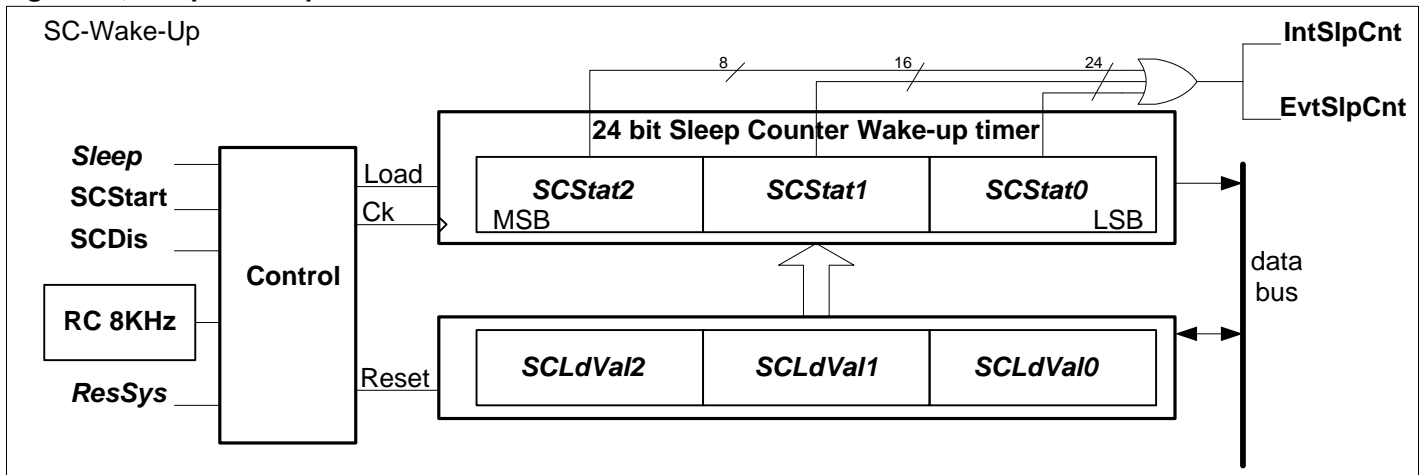 SC-Wake-Up
IntSlpCnt
8
16
24
EvtSlpCnt
24 bit Sleep Counter Wake-up timer
Sleep
SCStart
SCDis
RC 8KHz
ResSys
Control
Load
Ck
Reset
SCStat2
SCStat1
SCStat0
MSB
LSB
SCLdVal2
SCLdVal1
SCLdVal0
data
bus